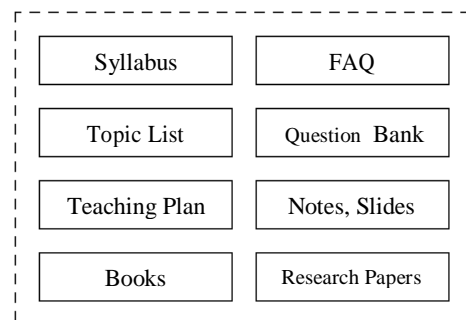 Syllabus
FAQ
Topic List
Question Bank
Teaching Plan
Notes, Slides
Books
Research Papers